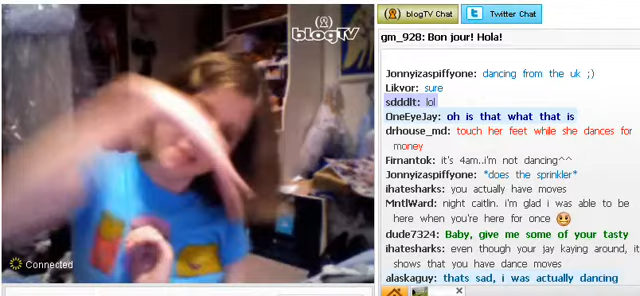 blogTV
Connected
blogTV Chat
Twitter Chat
gm_928: Bon jour! Hola!
Jonnyizaspiffyone: dancing from the uk ;)
Likvor: sure
sdddlt: lol
OneEyeJay: oh is that what that is
drhouse_md: touch her feet while she dances for
money
Firnantok: it's 4am..i'm not dancing^^
Jonnyizaspiffyone: *does the sprinkler*
ihatesharks: you actually have moves
MntlWard: night caitlin. i'm glad i was able to be
here when you're here for once
dude7324: Baby, give me some of your tasty
ihatesharks: even though your jay kaying around, it
shows that you have dance moves
alaskaguy: thats sad, i was actually dancing